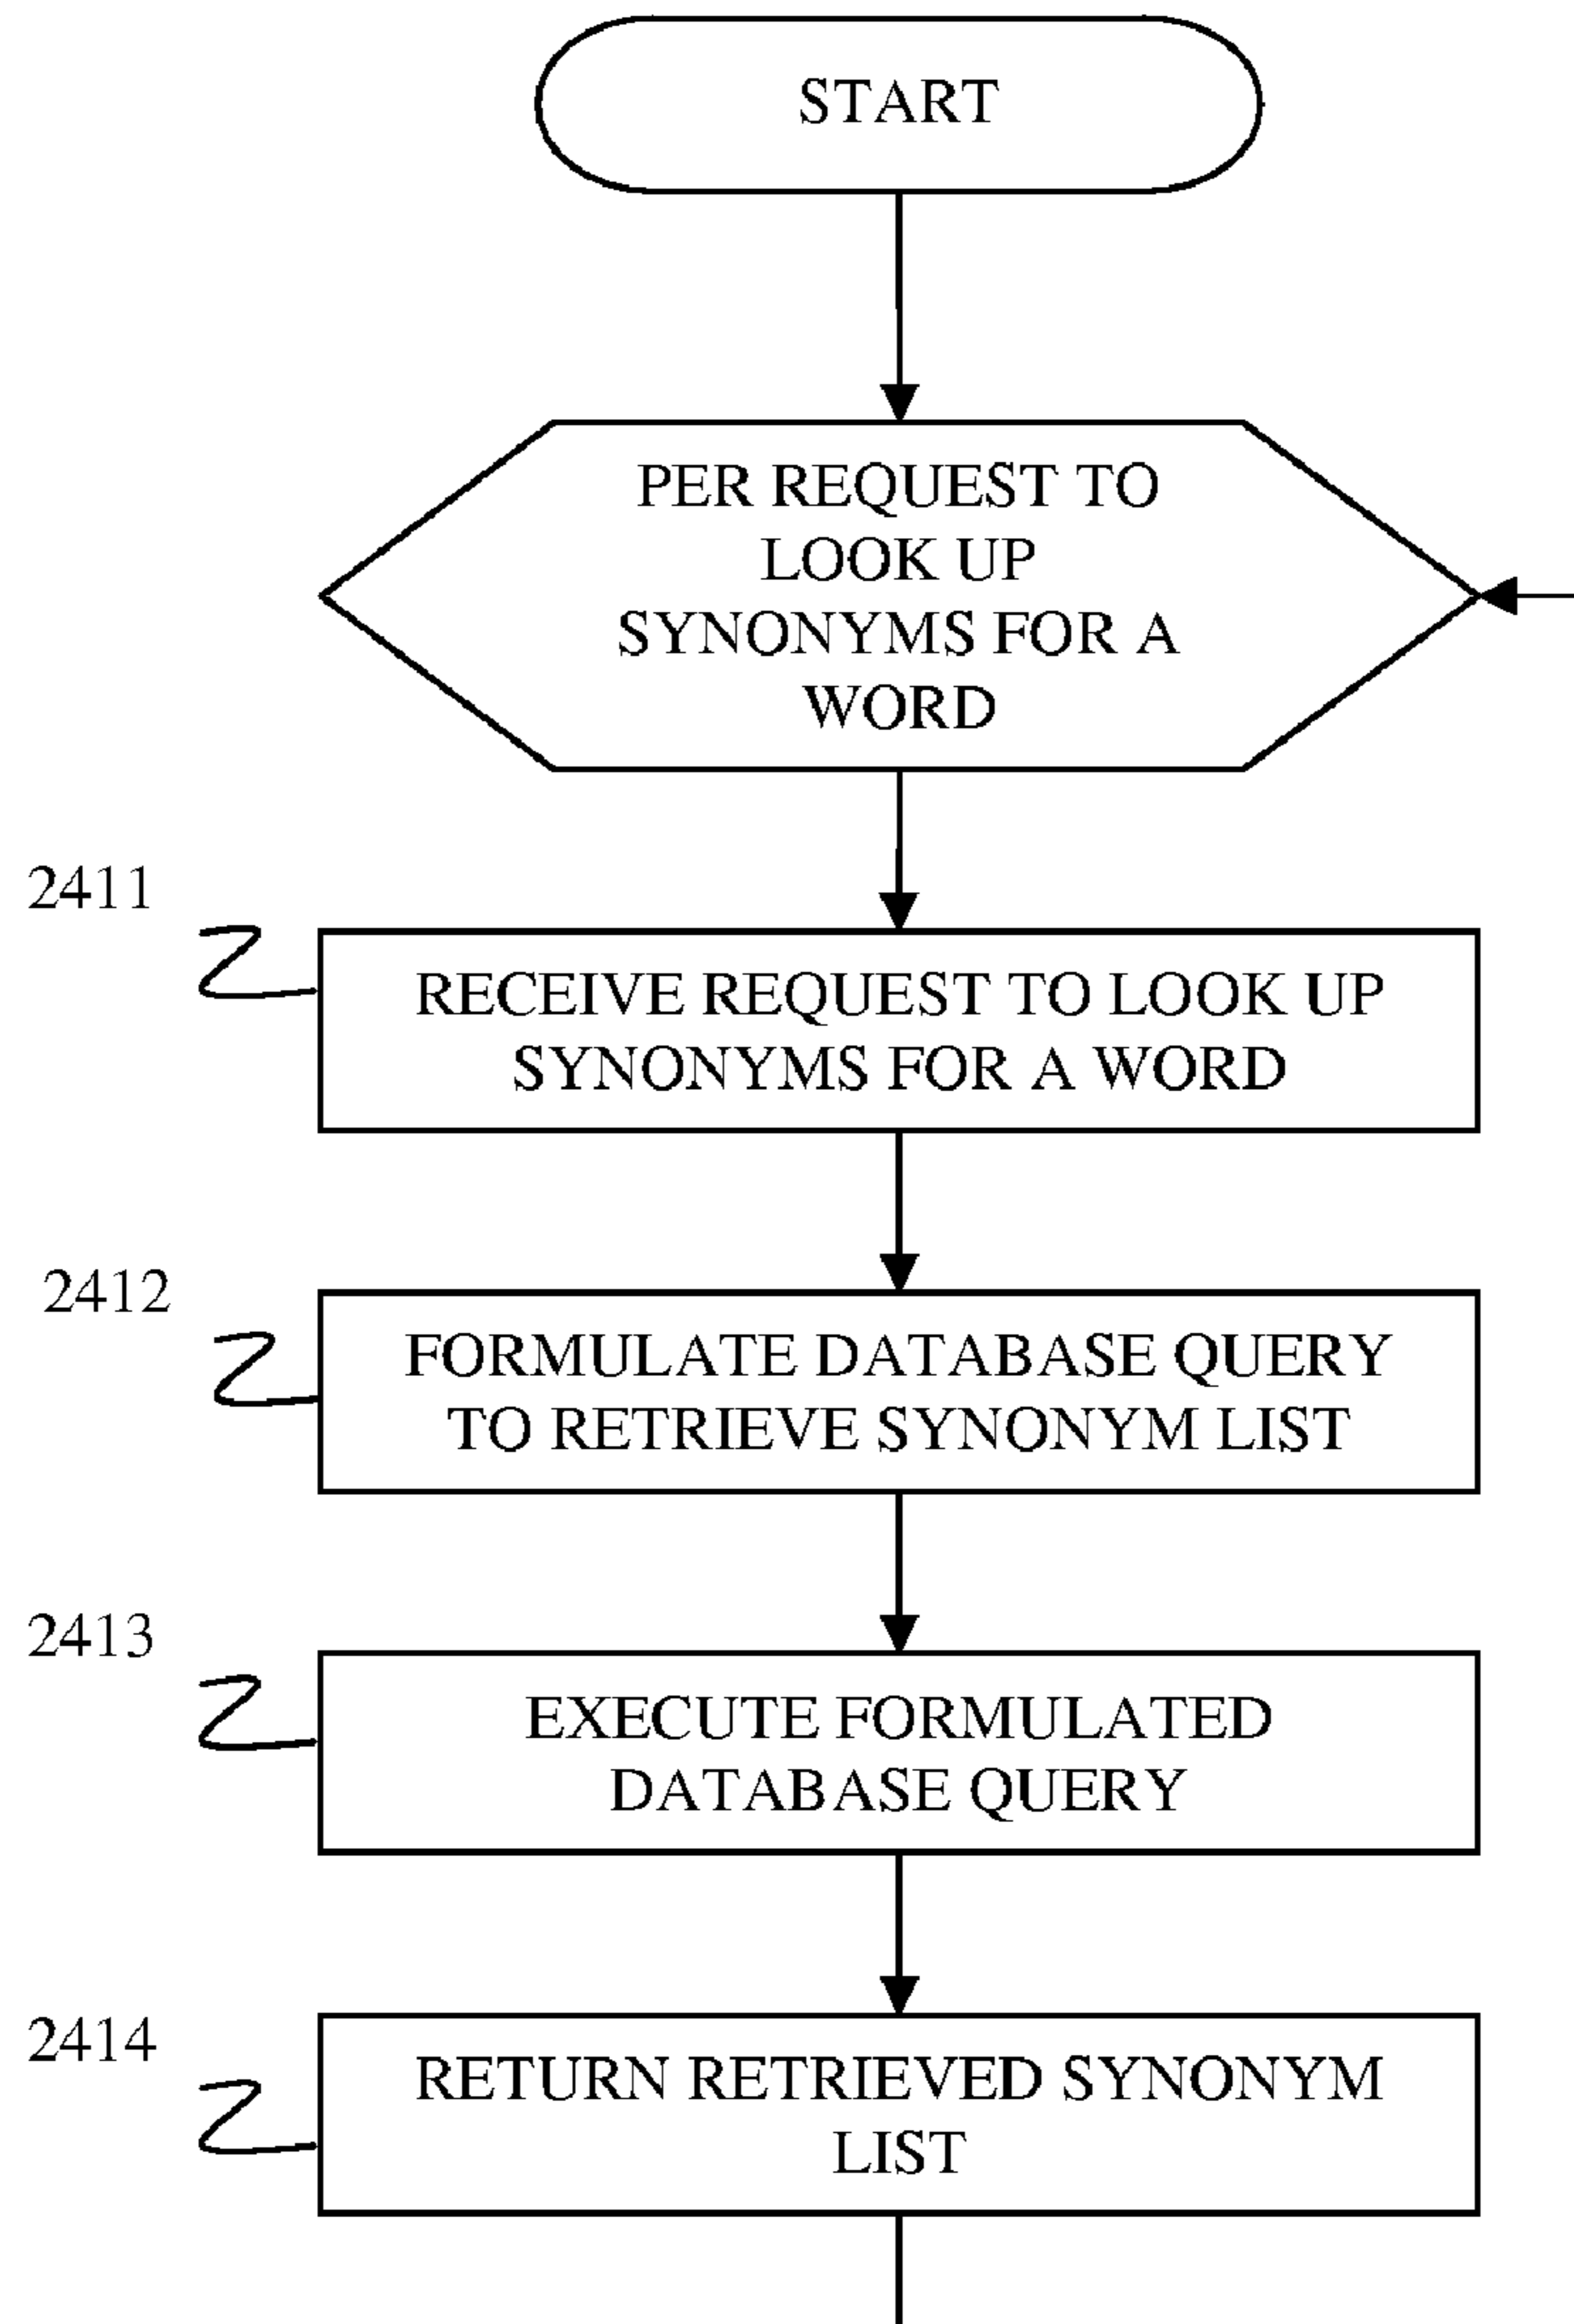 START
PER REQUEST TO
LOOK UP
SYNONYMS FOR A
WORD
2411
RECEIVE REQUEST TO LOOK UP
SYNONYMS FOR A WORD
2412
FORMULATE DATABASE QUERY
TO RETRIEVE SYNONYM LIST
2413
EXECUTE FORMULATED
DATABASE QUERY
2414
RETURN RETRIEVED SYNONYM
LIST